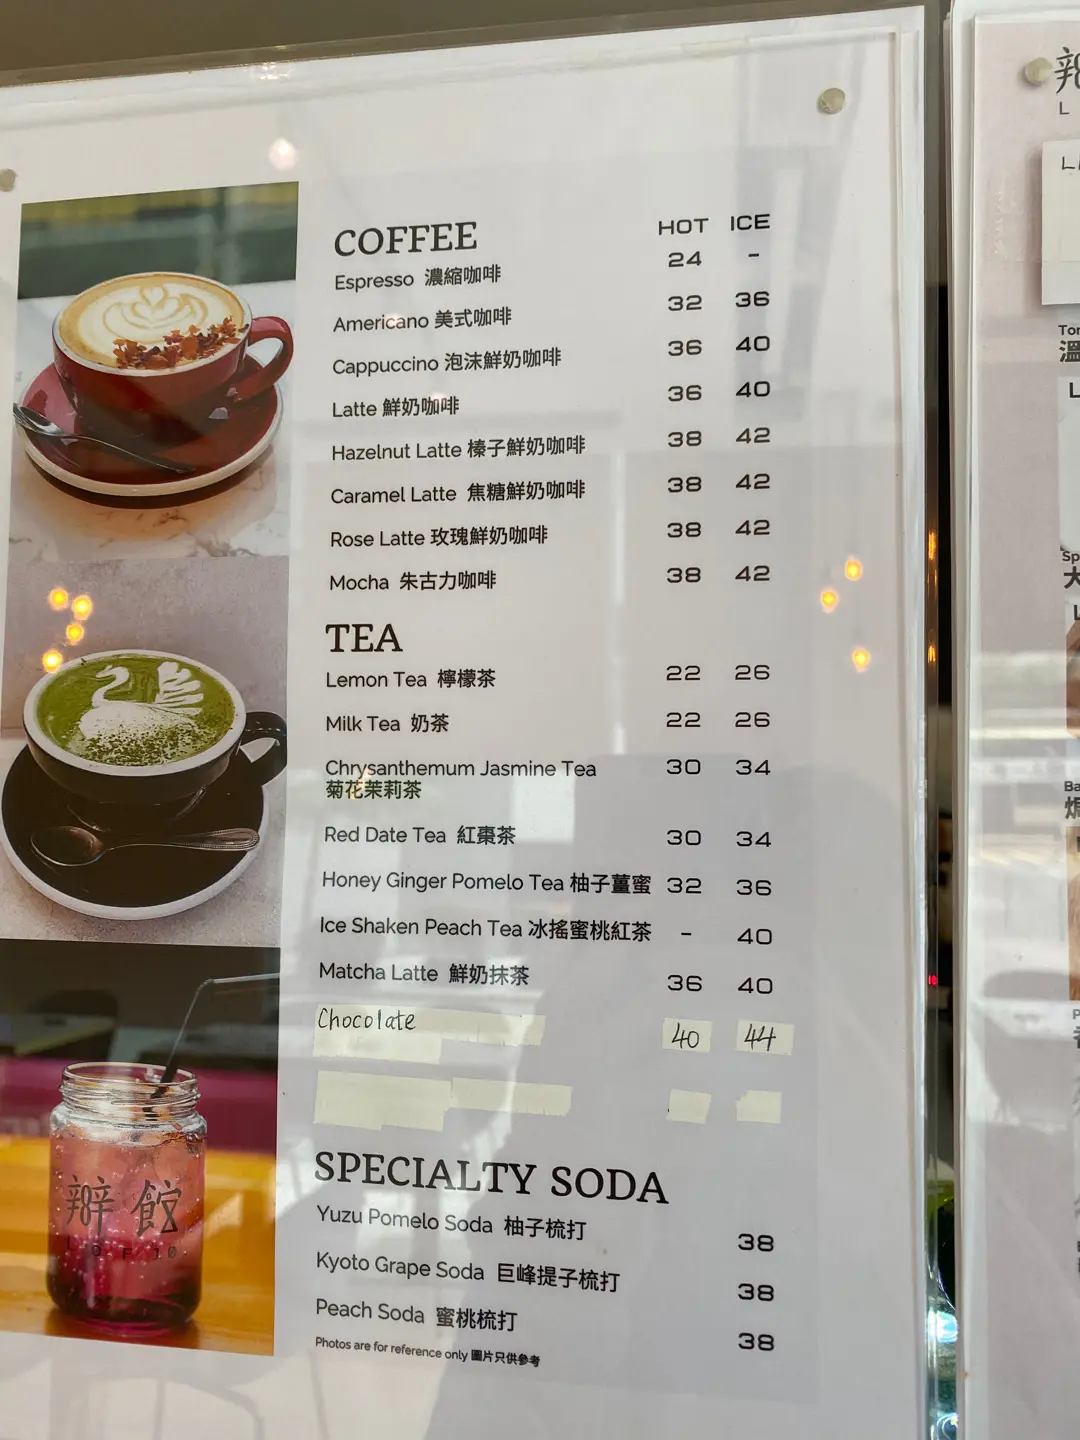 COFFEE HOT ICE
Espresso 濃縮咖啡 24 -
Americano 美式咖啡 32 36
Cappuccino 泡沫鮮奶咖啡 36 40
Latte 鮮奶咖啡 36 40
Hazelnut Latte 榛子鮮奶咖啡 38 42
Caramel Latte 焦糖鮮奶咖啡 38 42
Rose Latte 玫瑰鮮奶咖啡 38 42
Mocha 朱古力咖啡 38 42
TEA
Lemon Tea 檸檬茶 22 26
Milk Tea 奶茶 22 26
Chrysanthemum Jasmine Tea 30 34
菊花茉莉茶
Red Date Tea 紅棗茶 30 34
Honey Ginger Pomelo Tea 柚子薑蜜 32 36
Ice Shaken Peach Tea 冰搖蜜桃紅茶 - 40
Matcha Latte 鮮奶抹茶 36 40
Chocolate 40 44
SPECIALTY SODA
Yuzu Pomelo Soda 柚子梳打 38
Kyoto Grape Soda 巨峰提子梳打 38
Peach Soda 蜜桃梳打 38
Photos are for reference only 圖片只供參考